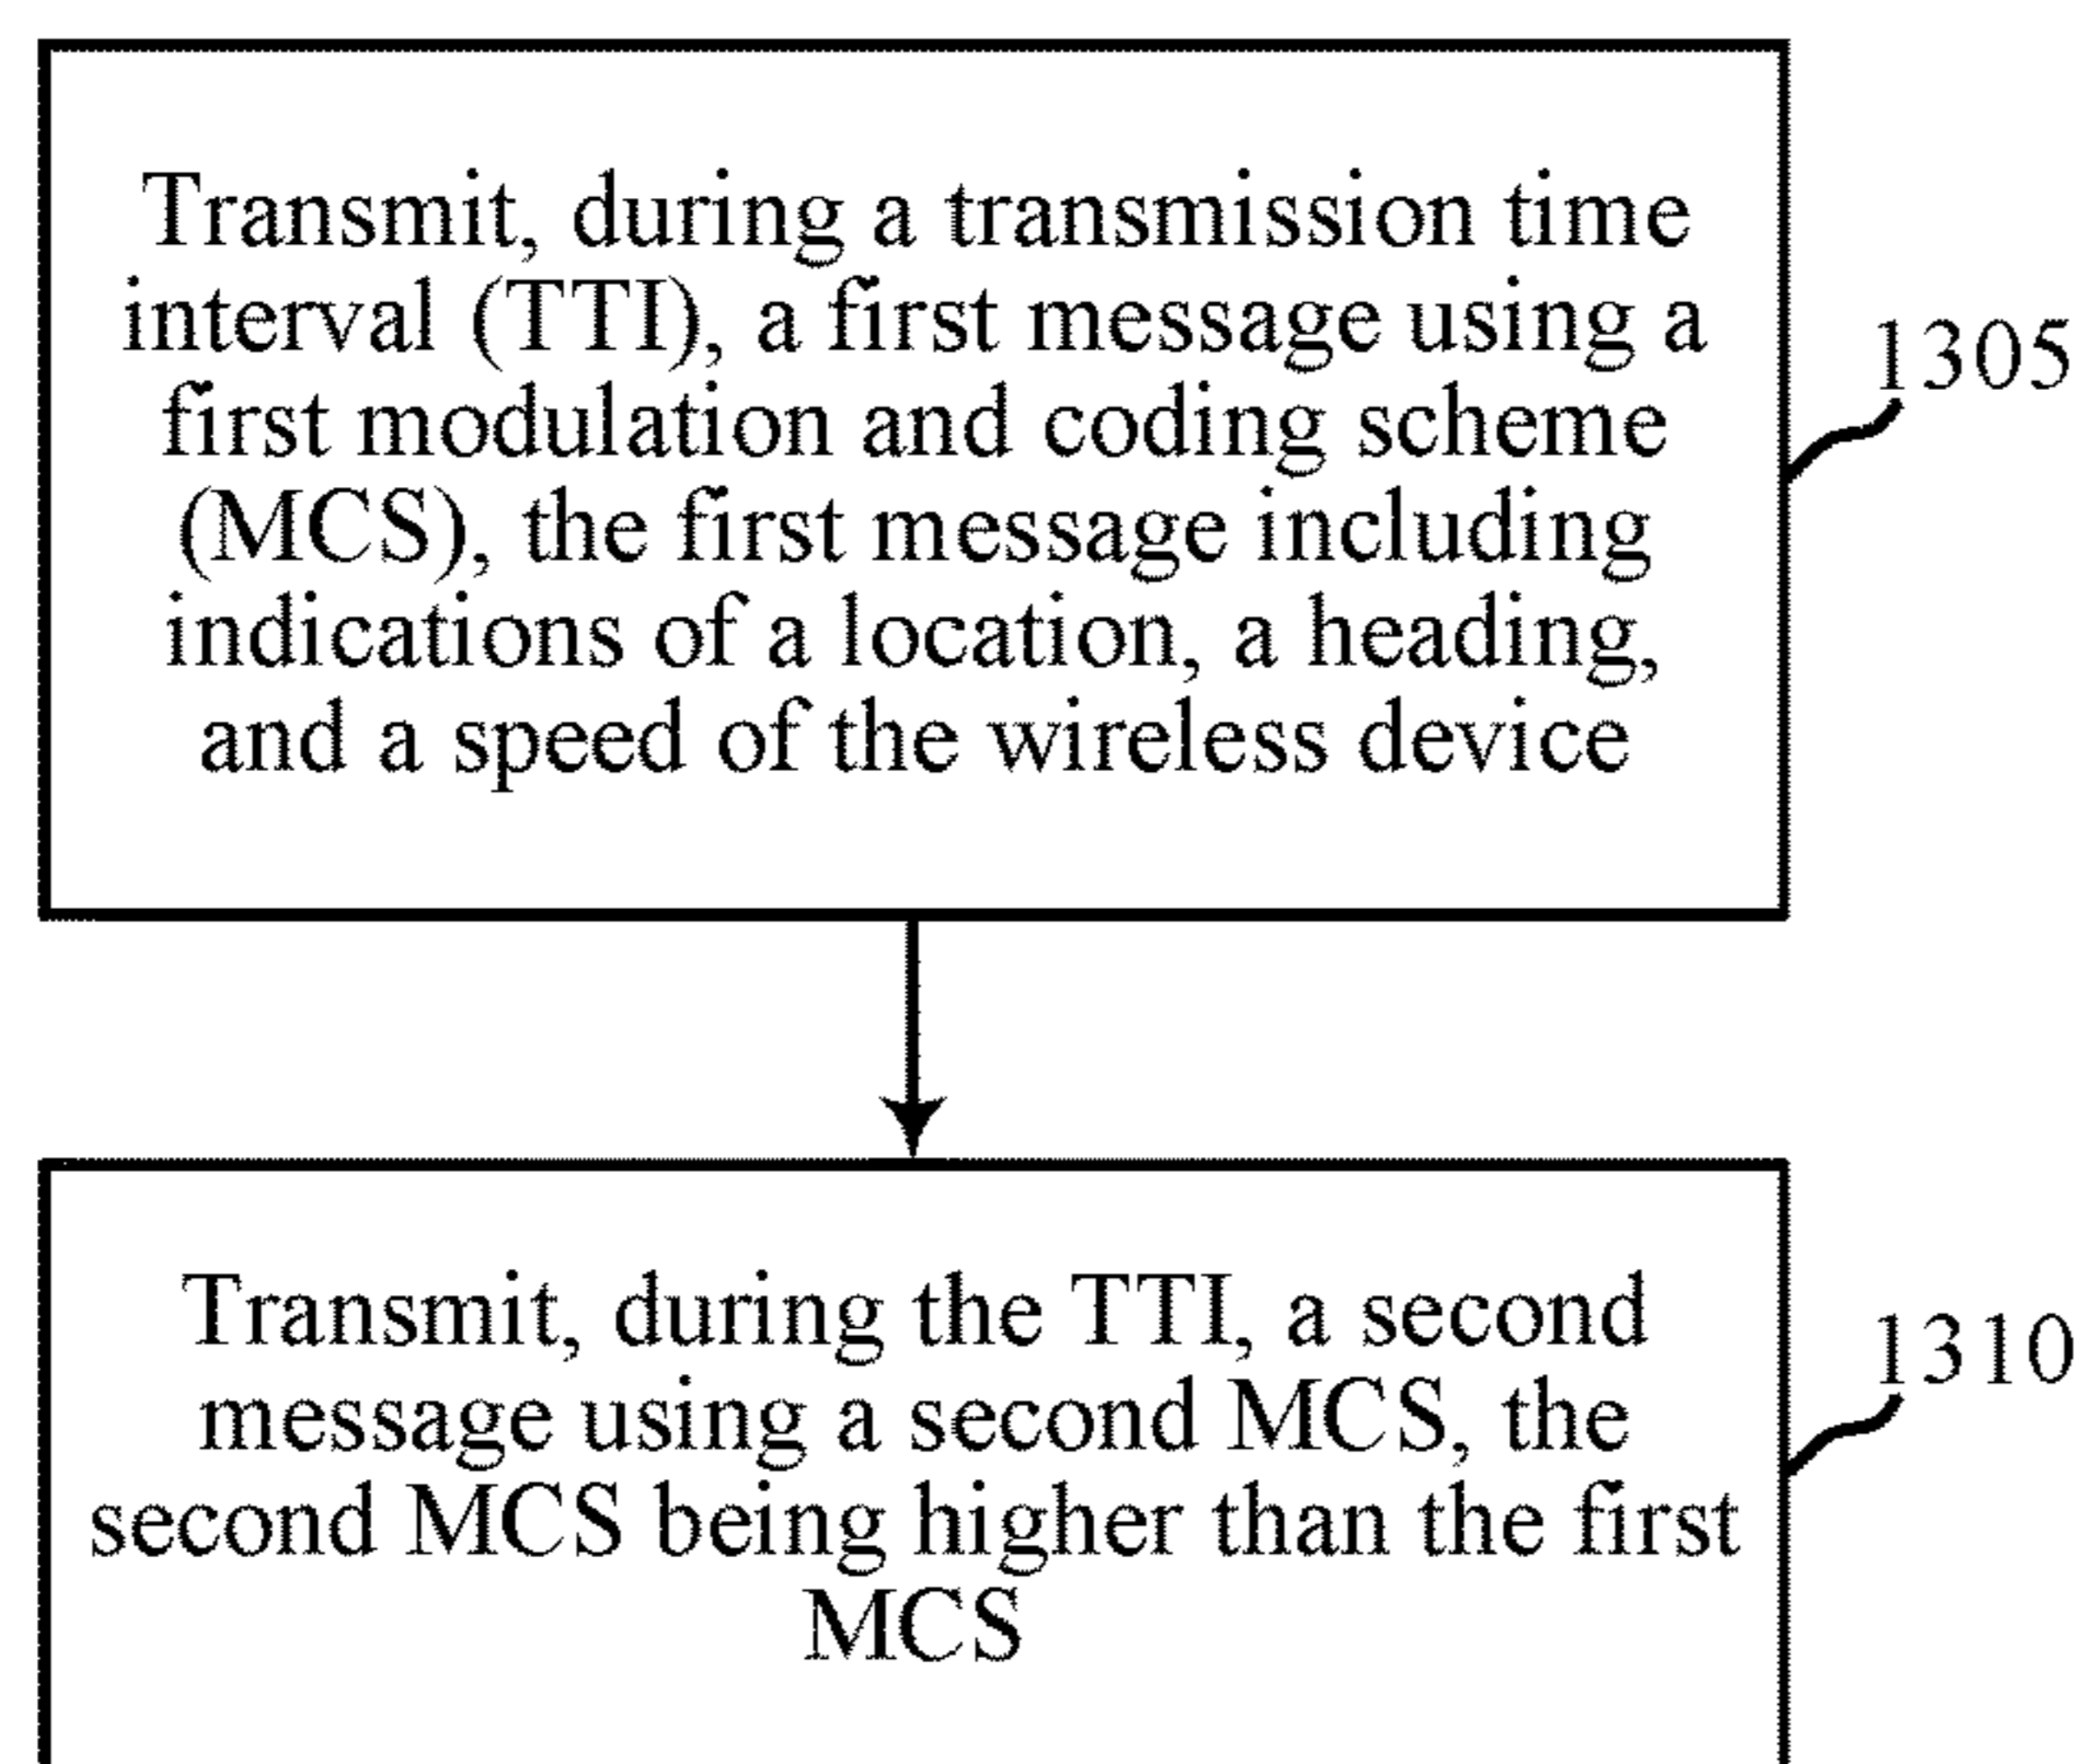 Transmit, during a transmission time
interval (TTI), a first message using a
first modulation and coding scheme
(MCS), the first message including
indications of a location, a heading,
and a speed of the wireless device
1305
Transmit, during the TTI, a second
message using a second MCS, the
second MCS being higher than the first
MCS
1310